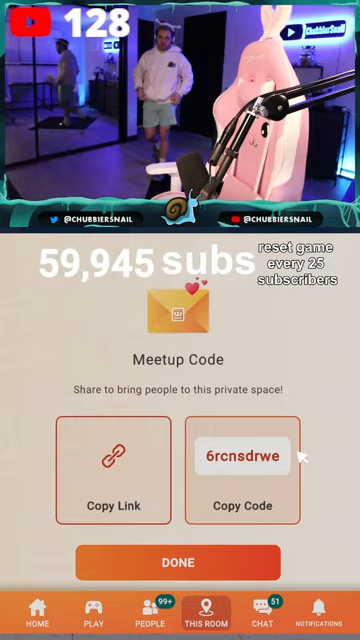 128
ChubbierSnail
@CHUBBIERSNAIL
@CHUBBIERSNAIL
59,945 subs
reset game
every 25
subscribers
Meetup Code
Share to bring people to this private space!
6rcnsdrwe
Copy Link
Copy Code
DONE
99+
51
HOME
PLAY
PEOPLE
THIS ROOM
CHAT
NOTIFICATIONS